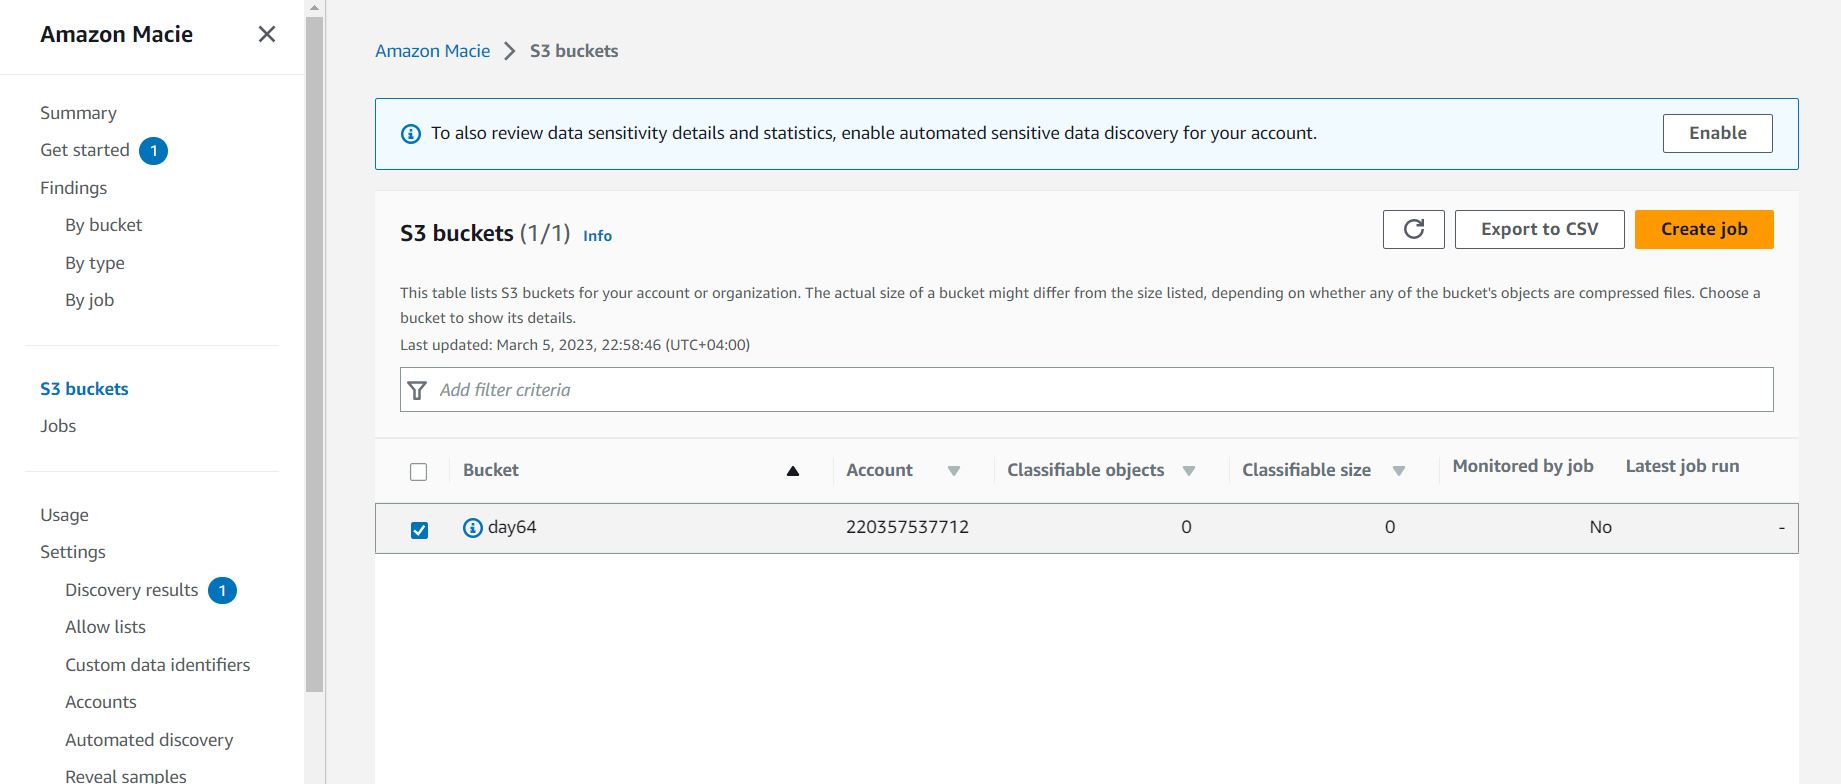 Amazon Macie
Summary
Get started 1
Findings
By bucket
By type
By job
S3 buckets
Jobs
Usage
Settings
Discovery results 1
Allow lists
Custom data identifiers
Accounts
Automated discovery
Reveal samples
Amazon Macie > S3 buckets
To also review data sensitivity details and statistics, enable automated sensitive data discovery for your account.
Enable
S3 buckets (1/1) Info
Export to CSV
Create job
This table lists S3 buckets for your account or organization. The actual size of a bucket might differ from the size listed, depending on whether any of the bucket's objects are compressed files. Choose a
bucket to show its details.
Last updated: March 5, 2023, 22:58:46 (UTC+04:00)
Add filter criteria
Bucket Account Classifiable objects Classifiable size Monitored by job Latest job run
day64 220357537712 0 0 No -